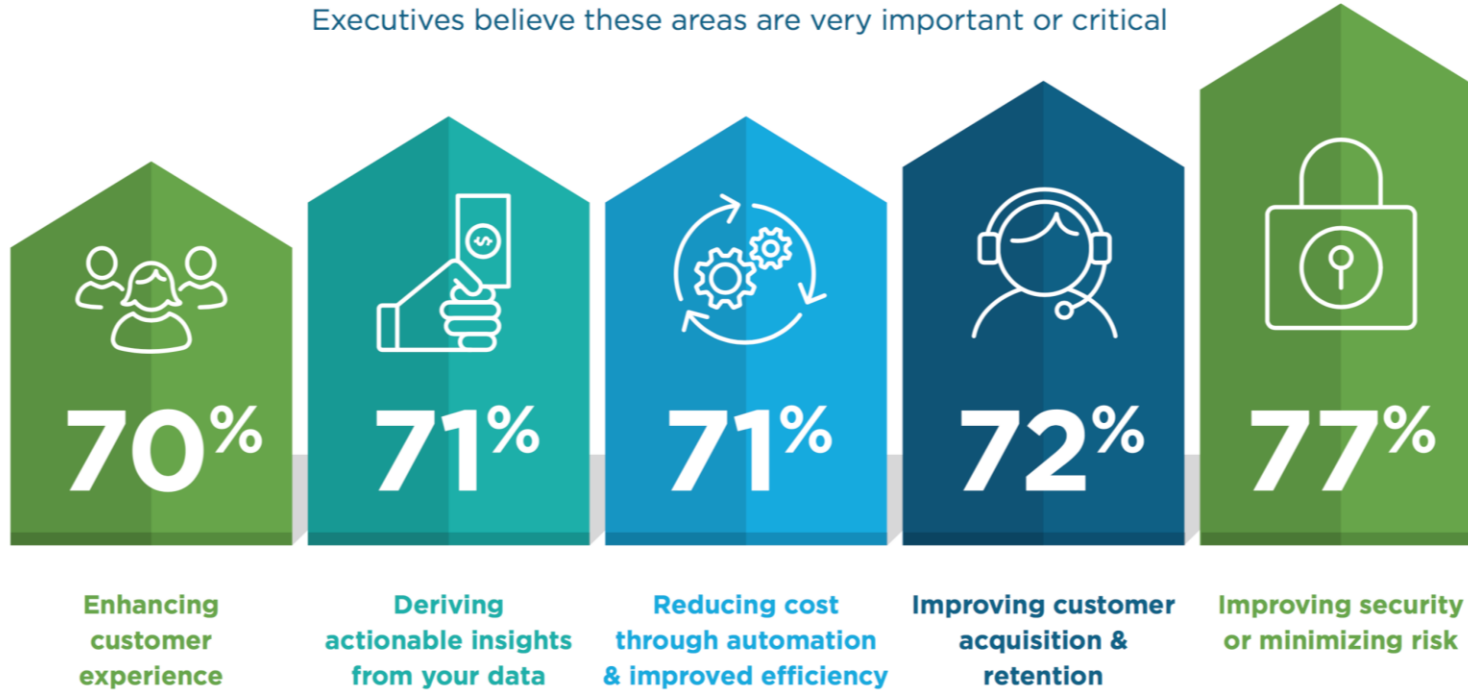 Executives believe these areas are very important or critical
$
70%
71%
71%
72%
77%
Enhancing
customer
experience
Deriving
actionable insights
from your data
Reducing cost
through automation
& improved efficiency
Improving customer
acquisition &
retention
Improving security
or minimizing risk